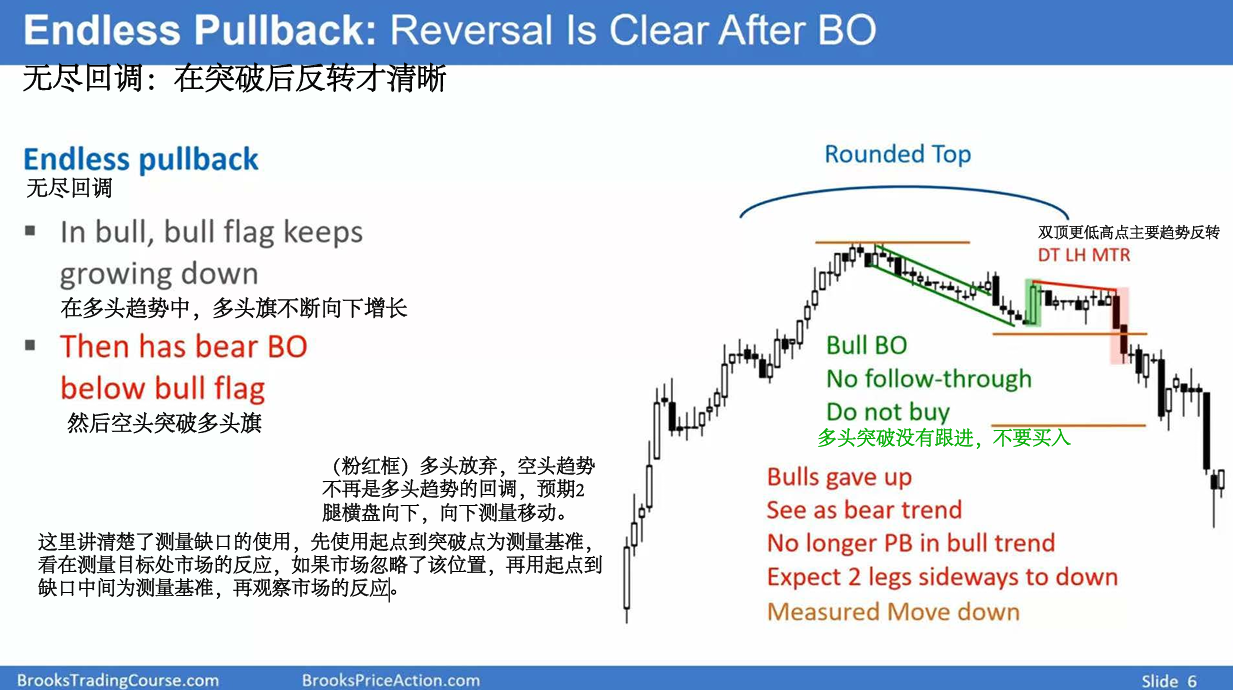 Endless Pullback: Reversal Is Clear After BO
无尽回调：在突破后反转才清晰
Endless pullback
无尽回调
▪ In bull, bull flag keeps
growing down
在多头趋势中，多头旗不断向下增长
▪ Then has bear BO
below bull flag
然后空头突破多头旗
（粉红框）多头放弃，空头趋势
不再是多头趋势的回调，预期2
腿横盘向下，向下测量移动。
这里讲清楚了测量缺口的使用，先使用起点到突破点为测量基准，
看在测量目标处市场的反应，如果市场忽略了该位置，再用起点到
缺口中间为测量基准，再观察市场的反应。
Rounded Top
双顶更低高点主要趋势反转
DT LH MTR
Bull BO
No follow-through
Do not buy
多头突破没有跟进，不要买入
Bulls gave up
See as bear trend
No longer PB in bull trend
Expect 2 legs sideways to down
Measured Move down
BrooksTradingCourse.com
BrooksPriceAction.com
Slide 6